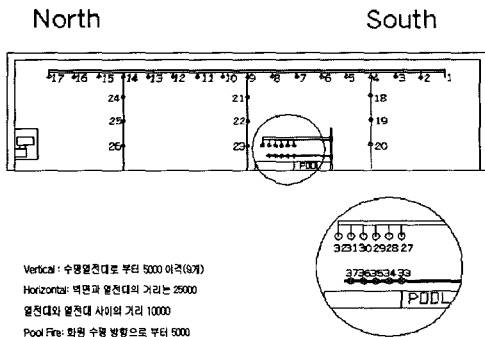 North South
17 16 15 14 13 12 11 10 9 8 7 6 5 4 3 2 1
24 21 18
25 22 19
26 23 20
POOL
32 31 30 29 28 27
37 36 35 34 33
POOL
Vertical : 수평열전대로 부터 5000 이격(9개)
Horizontal: 벽면과 열전대의 거리는 25000
열전대와 열전대 사이의 거리 10000
Pool Fire: 화원 수평 방향으로 부터 5000